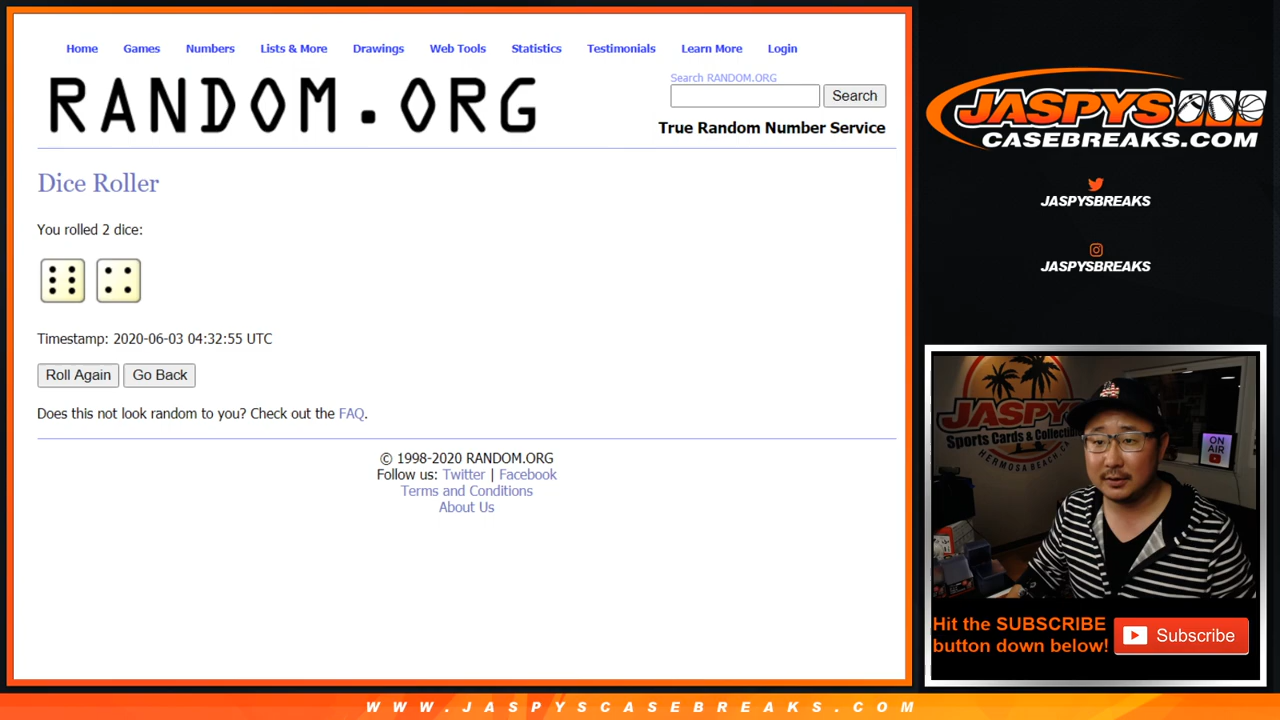 Home Games Numbers Lists & More Drawings Web Tools Statistics Testimonials Learn More Login
RANDOM.ORG
Search RANDOM.ORG
Search
True Random Number Service
Dice Roller
You rolled 2 dice:
Timestamp: 2020-06-03 04:32:55 UTC
Roll Again Go Back
Does this not look random to you? Check out the FAQ.
© 1998-2020 RANDOM.ORG
Follow us: Twitter | Facebook
Terms and Conditions
About Us
JASPYS
CASEBREAKS.COM
JASPYSBREAKS
JASPYSBREAKS
JASPYS
Sports Cards & Collectib
HERMOSA BEACH, CA
ON
AIR
Hit the SUBSCRIBE
button down below!
Subscribe
WWW.JASPYSCASEBREAKS.COM